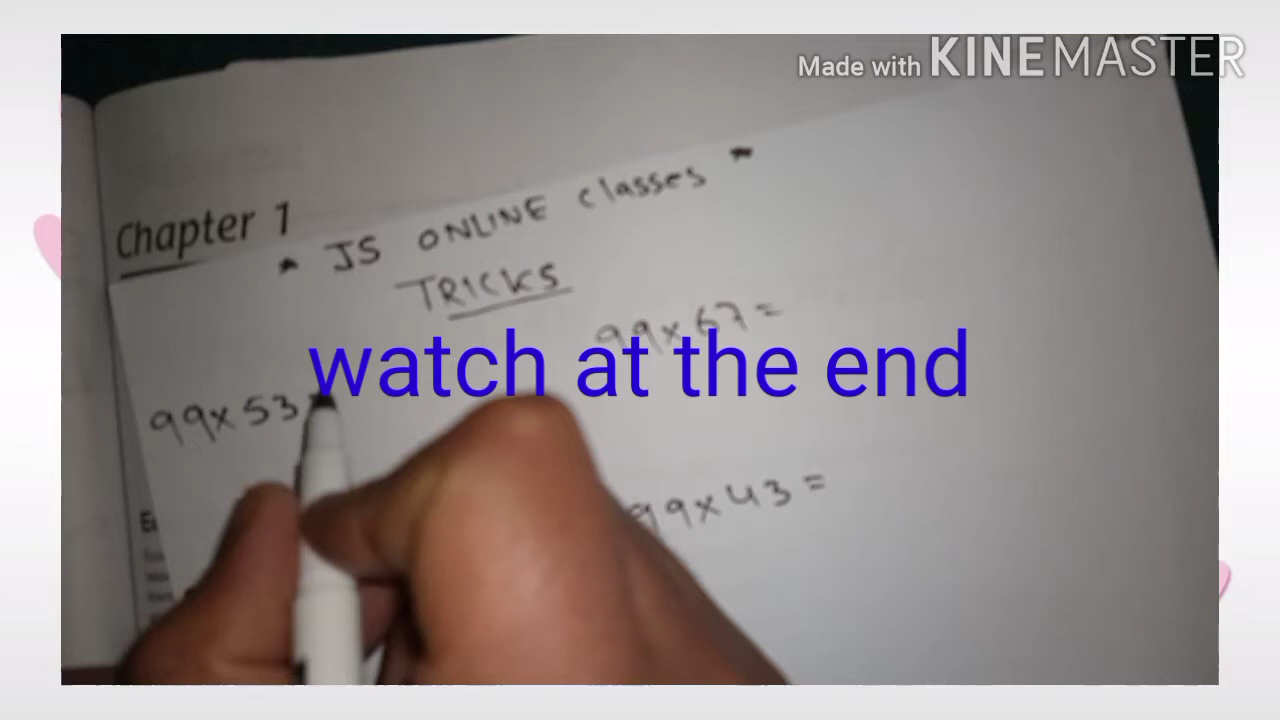 Made with KINEMASTER
Chapter 1
* JS ONLINE classes *
TRICKS
99x67=
watch at the end
99x53=
99x43=